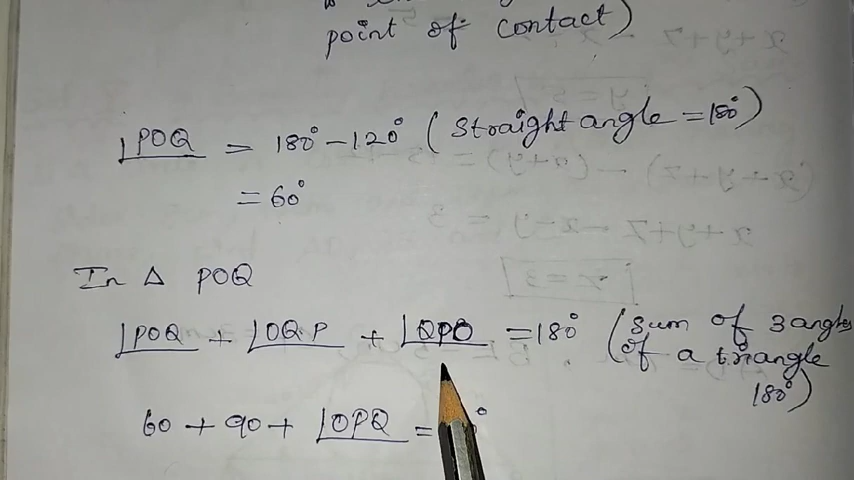 point of contact)
∠POQ = 180° - 120° (Straight angle = 180°)
= 60°
In Δ POQ
∠POQ + ∠OQP + ∠QPO = 180° (Sum of 3 angles
of a triangle
180°)
60 + 90 + ∠OPQ =